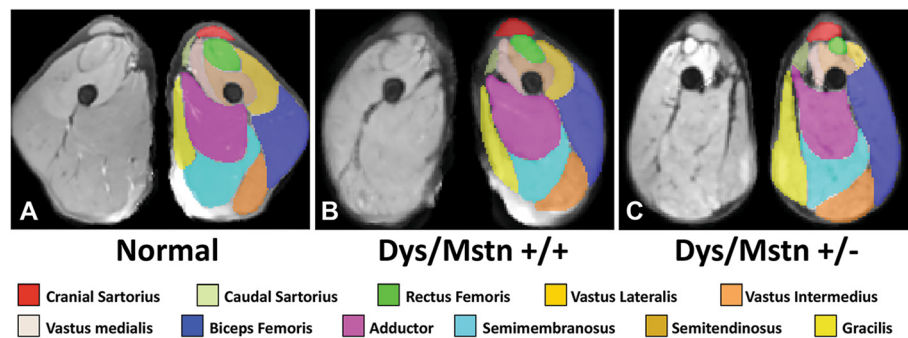 A B C
Normal Dys/Mstn +/+ Dys/Mstn +/-
Cranial Sartorius Caudal Sartorius Rectus Femoris Vastus Lateralis Vastus Intermedius
Vastus medialis Biceps Femoris Adductor Semimembranosus Semitendinosus Gracilis